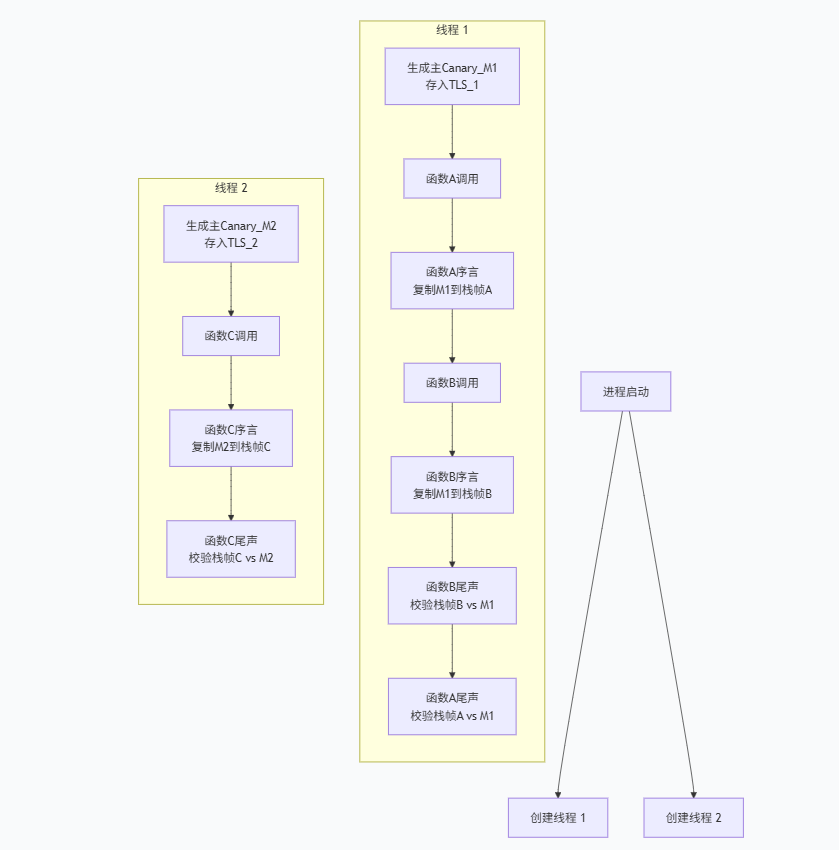 线程 1
生成主Canary_M1
存入TLS_1
函数A调用
函数A序言
复制M1到栈帧A
函数B调用
函数B序言
复制M1到栈帧B
函数B尾声
校验栈帧B vs M1
函数A尾声
校验栈帧A vs M1
线程 2
生成主Canary_M2
存入TLS_2
函数C调用
函数C序言
复制M2到栈帧C
函数C尾声
校验栈帧C vs M2
进程启动
创建线程 1
创建线程 2